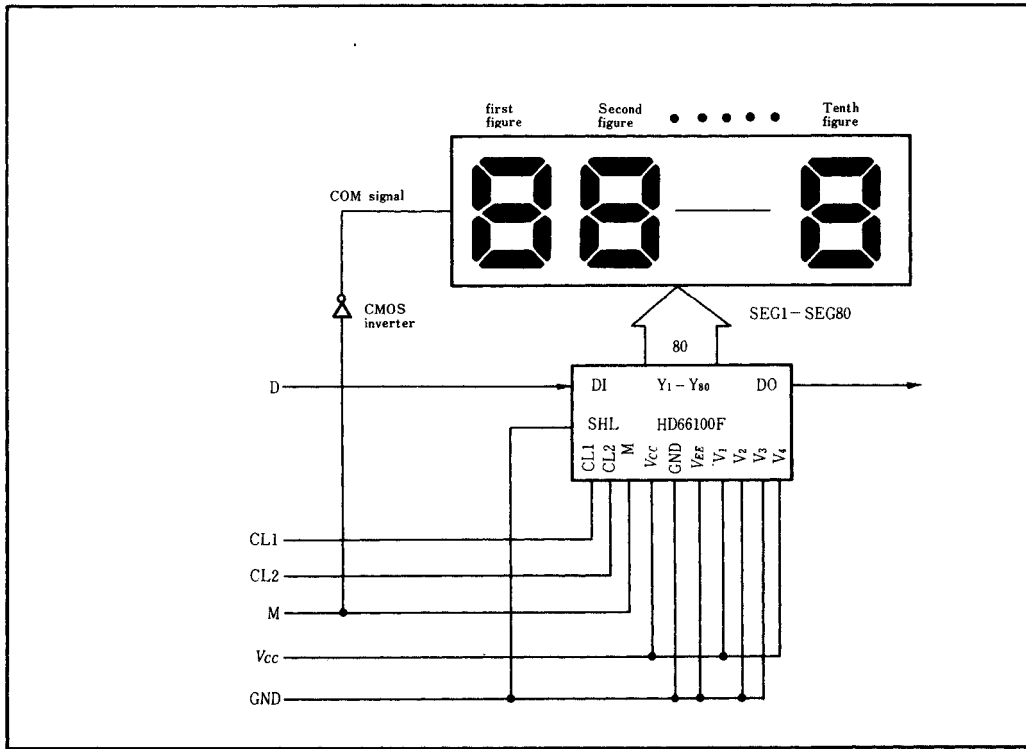 first
figure
Second
figure
Tenth
figure
COM signal
CMOS
inverter
SEG1-SEG80
80
D
DI
Y1-Y80
DO
SHL
HD66100F
CL1
CL2
M
Vcc
GND
VEE
V1
V2
V3
V4
CL1
CL2
M
Vcc
GND